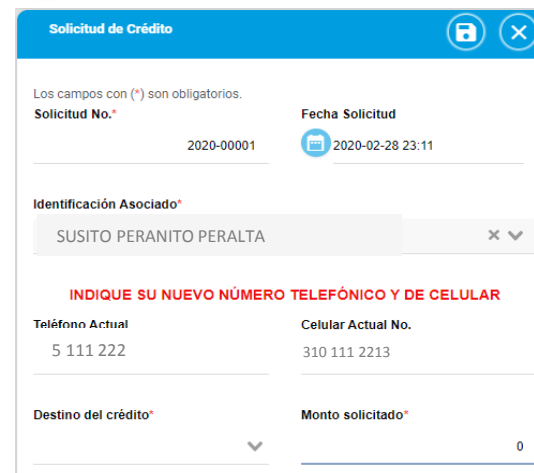 Solicitud de Crédito
Los campos con (*) son obligatorios.
Solicitud No.* Fecha Solicitud
2020-00001 2020-02-28 23:11
Identificación Asociado*
SUSITO PERANITO PERALTA
INDIQUE SU NUEVO NÚMERO TELEFÓNICO Y DE CELULAR
Teléfono Actual Celular Actual No.
5 111 222 310 111 2213
Destino del crédito* Monto solicitado*
0